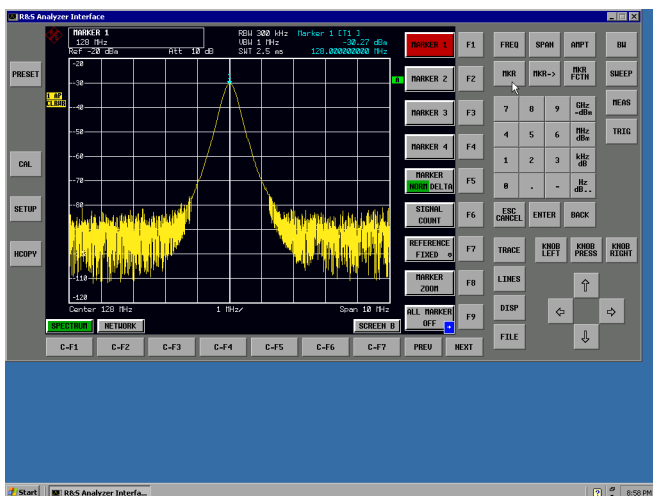 R&S Analyzer Interface
MARKER 1
128 MHz
Ref -20 dBm Att 10 dB
RBW 300 kHz
VBW 1 MHz
SWT 2.5 ms
Marker 1 [T1 ]
-30.27 dBm
128.00000000 MHz
1 AP
CLRWR
A
-20
-30
-40
-50
-60
-70
-80
-110
-120
Center 128 MHz 1 MHz/ Span 10 MHz
SPECTRUM NETWORK SCREEN B
PRESET
CAL
SETUP
HCOPY
MARKER 1 F1
MARKER 2 F2
MARKER 3 F3
MARKER 4 F4
MARKER
NORM DELTA F5
SIGNAL
COUNT F6
REFERENCE
FIXED F7
MARKER
ZOOM F8
ALL MARKER
OFF F9
C-F1 C-F2 C-F3 C-F4 C-F5 C-F6 C-F7 PREV NEXT
FREQ SPAN AMPT BW
MKR MKR-> MKR
FCTN SWEEP
7 8 9 GHz
-dBm MEAS
4 5 6 MHz
dBm TRIG
1 2 3 kHz
dB
0 . - Hz
dB..
ESC
CANCEL ENTER BACK
TRACE KNOB
LEFT KNOB
PRESS KNOB
RIGHT
LINES
DISP
FILE
Start R&S Analyzer Interfa... 8:58 PM